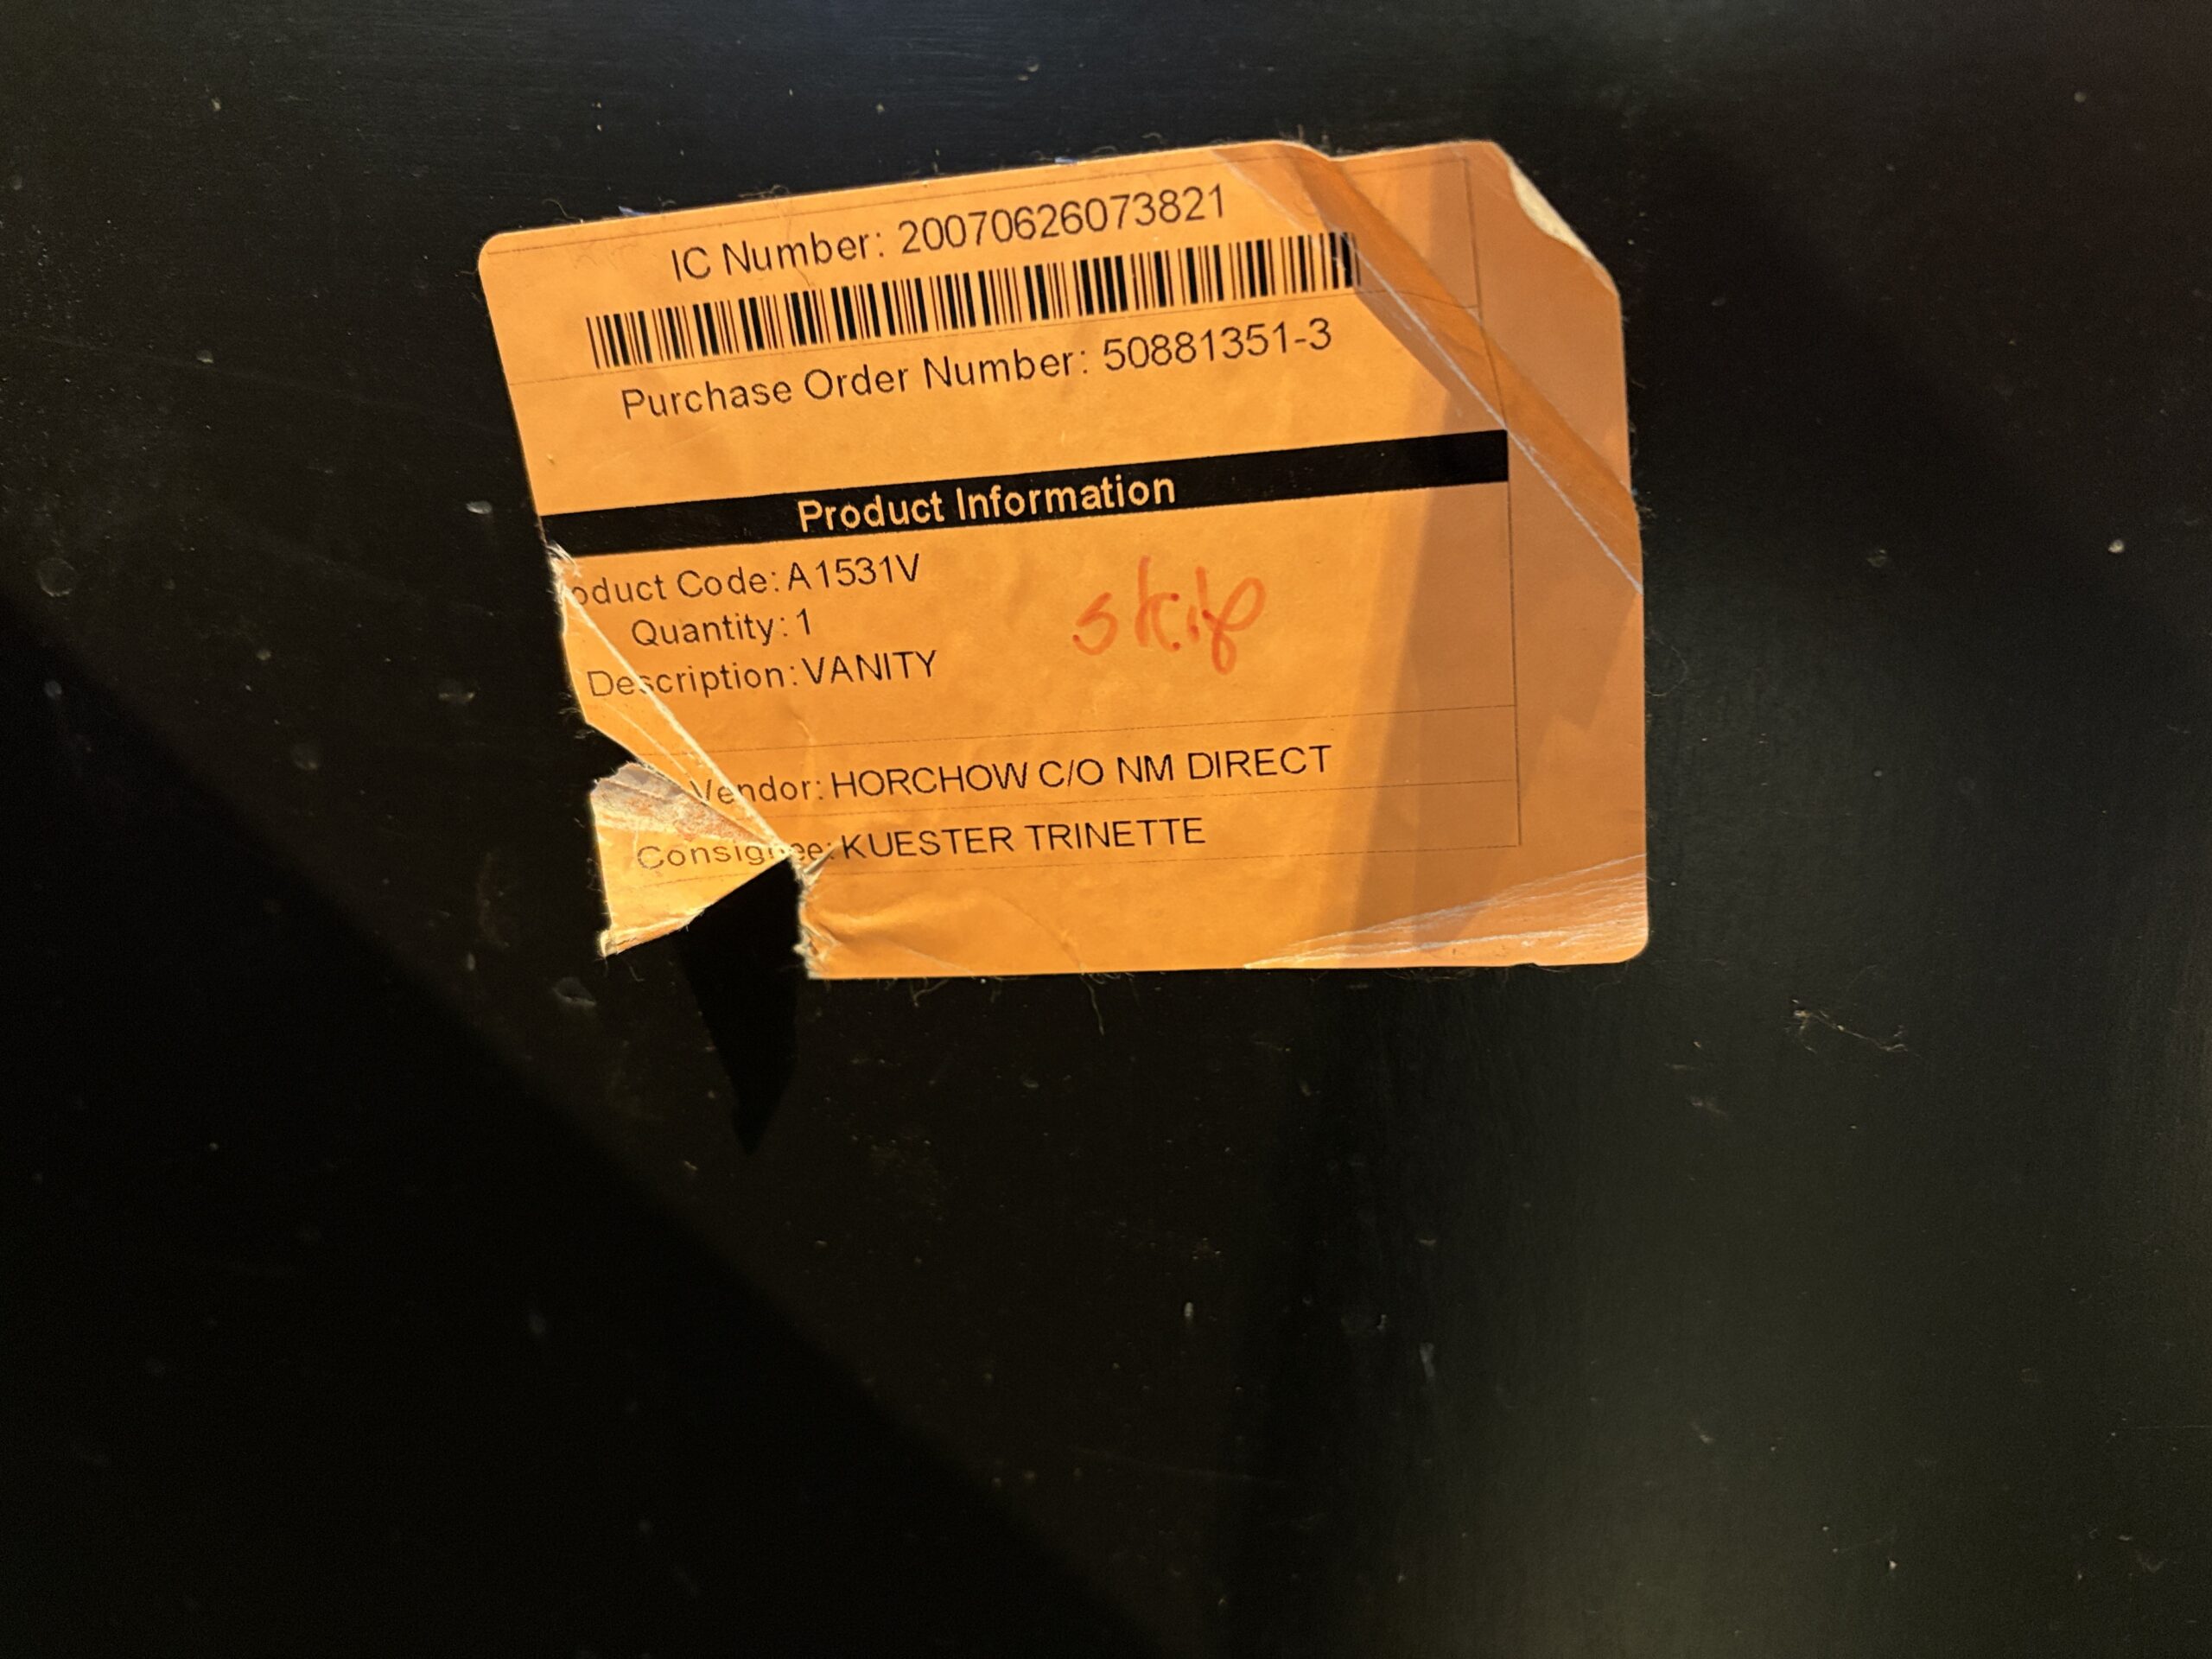 IC Number: 20070626073821
Purchase Order Number: 50881351-3
Product Information
oduct Code: A1531V
Quantity: 1
skip
Description: VANITY
Vendor: HORCHOW C/O NM DIRECT
Consignee: KUESTER TRINETTE